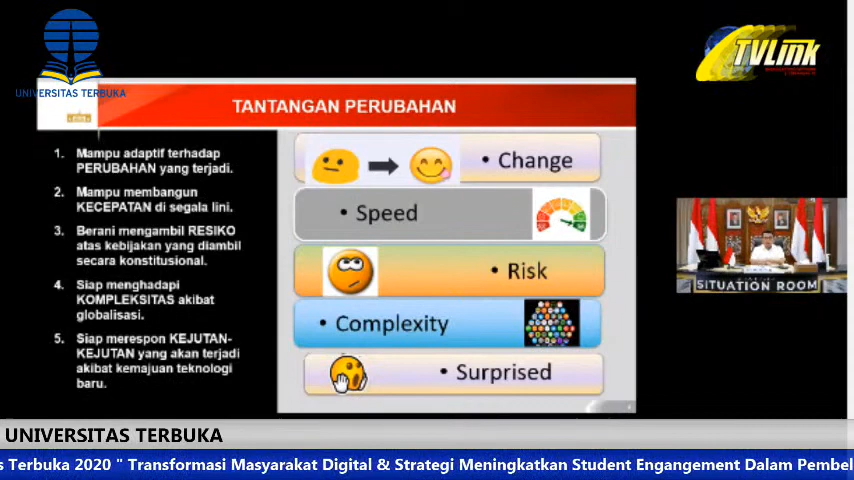 UNIVERSITAS TERBUKA
TVLink
TANTANGAN PERUBAHAN
1. Mampu adaptif terhadap
PERUBAHAN yang terjadi.
2. Mampu membangun
KECEPATAN di segala lini.
3. Berani mengambil RESIKO
atas kebijakan yang diambil
secara konstitusional.
4. Siap menghadapi
KOMPLEKSITAS akibat
globalisasi.
5. Siap merespon KEJUTAN-
KEJUTAN yang akan terjadi
akibat kemajuan teknologi
baru.
• Change
• Speed
• Risk
• Complexity
• Surprised
SITUATION ROOM
UNIVERSITAS TERBUKA
s Terbuka 2020 " Transformasi Masyarakat Digital & Strategi Meningkatkan Student Engangement Dalam Pembel